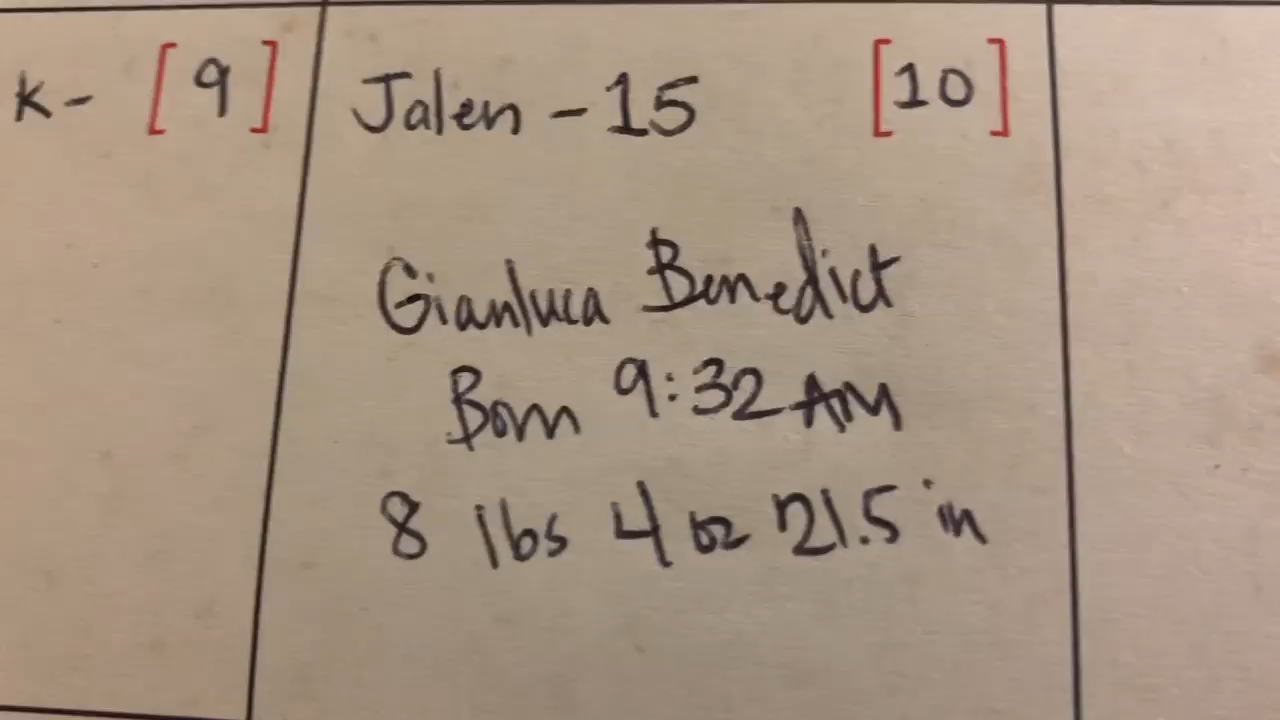 K- [9]
Jalen - 15 [10]
Gianluca Benedict
Born 9:32 AM
8 lbs 4 oz 21.5 in